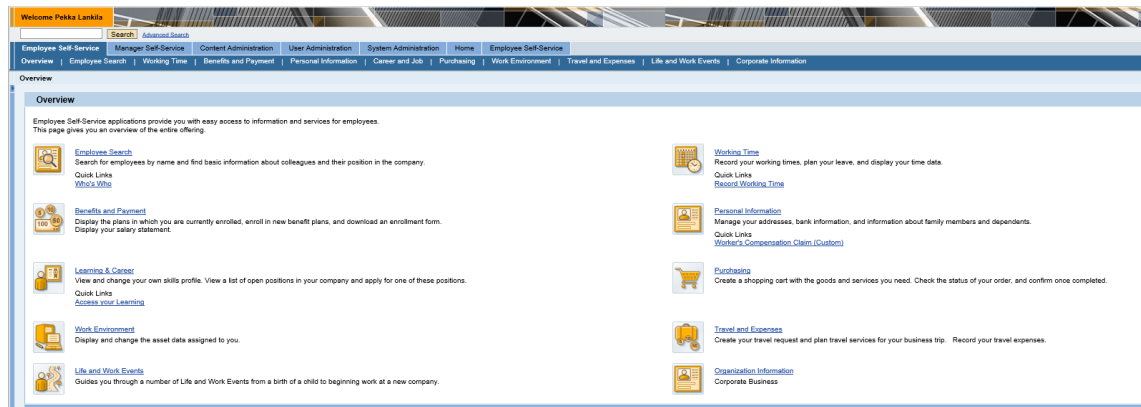 Welcome Pekka Lankila
Search Advanced Search
Employee Self-Service Manager Self-Service Content Administration User Administration System Administration Home Employee Self-Service
Overview | Employee Search | Working Time | Benefits and Payment | Personal Information | Career and Job | Purchasing | Work Environment | Travel and Expenses | Life and Work Events | Corporate Information
Overview
Overview
Employee Self-Service applications provide you with easy access to information and services for employees.
This page gives you an overview of the entire offering.
Employee Search
Search for employees by name and find basic information about colleagues and their position in the company.
Quick Links
Who's Who
Working Time
Record your working times, plan your leave, and display your time data.
Quick Links
Record Working Time
Benefits and Payment
Display the plans in which you are currently enrolled, enroll in new benefit plans, and download an enrollment form.
Display your salary statement.
Personal Information
Manage your addresses, bank information, and information about family members and dependents.
Quick Links
Worker's Compensation Claim (Custom)
Learning & Career
View and change your own skills profile. View a list of open positions in your company and apply for one of these positions.
Quick Links
Access your Learning
Purchasing
Create a shopping cart with the goods and services you need. Check the status of your order, and confirm once completed.
Work Environment
Display and change the asset data assigned to you.
Travel and Expenses
Create your travel request and plan travel services for your business trip. Record your travel expenses.
Life and Work Events
Guides you through a number of Life and Work Events from a birth of a child to beginning work at a new company.
Organization Information
Corporate Business